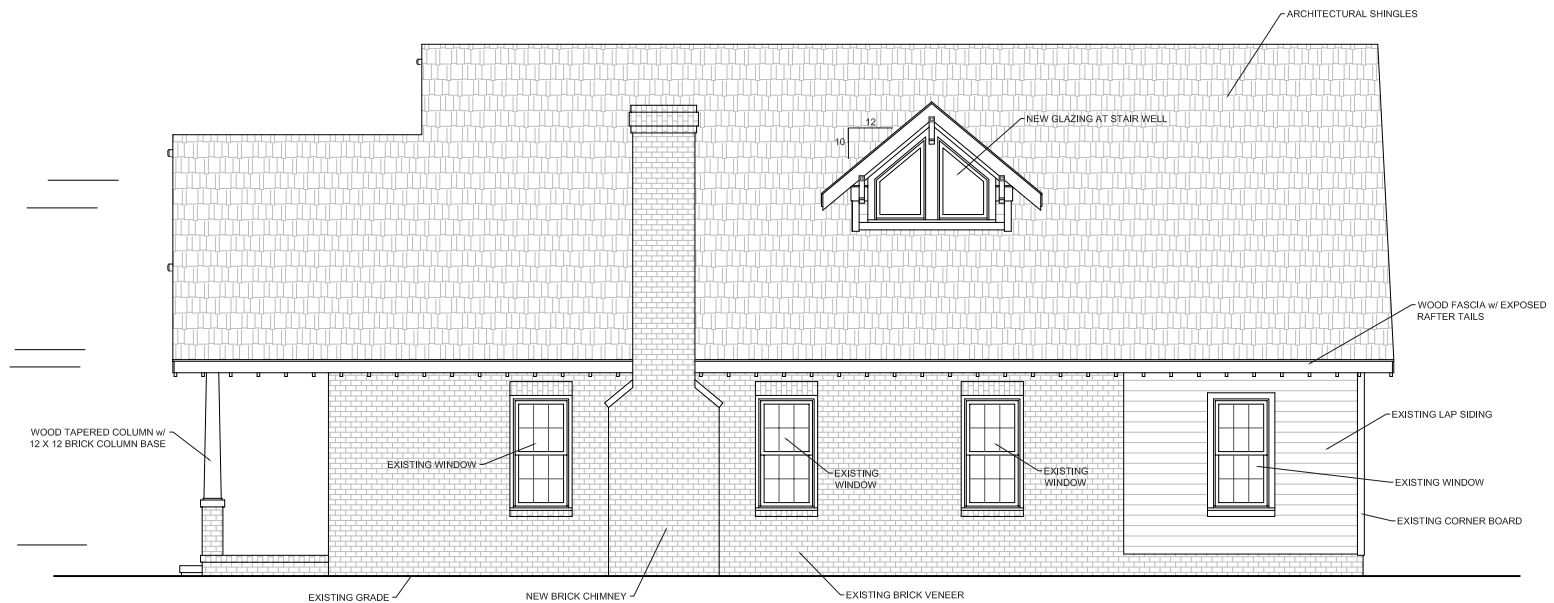 ARCHITECTURAL SHINGLES
12
10
NEW GLAZING AT STAIR WELL
WOOD FASCIA w/ EXPOSED
RAFTER TAILS
WOOD TAPERED COLUMN w/
12 X 12 BRICK COLUMN BASE
EXISTING WINDOW
EXISTING
WINDOW
EXISTING
WINDOW
EXISTING LAP SIDING
EXISTING WINDOW
EXISTING CORNER BOARD
EXISTING GRADE
NEW BRICK CHIMNEY
EXISTING BRICK VENEER